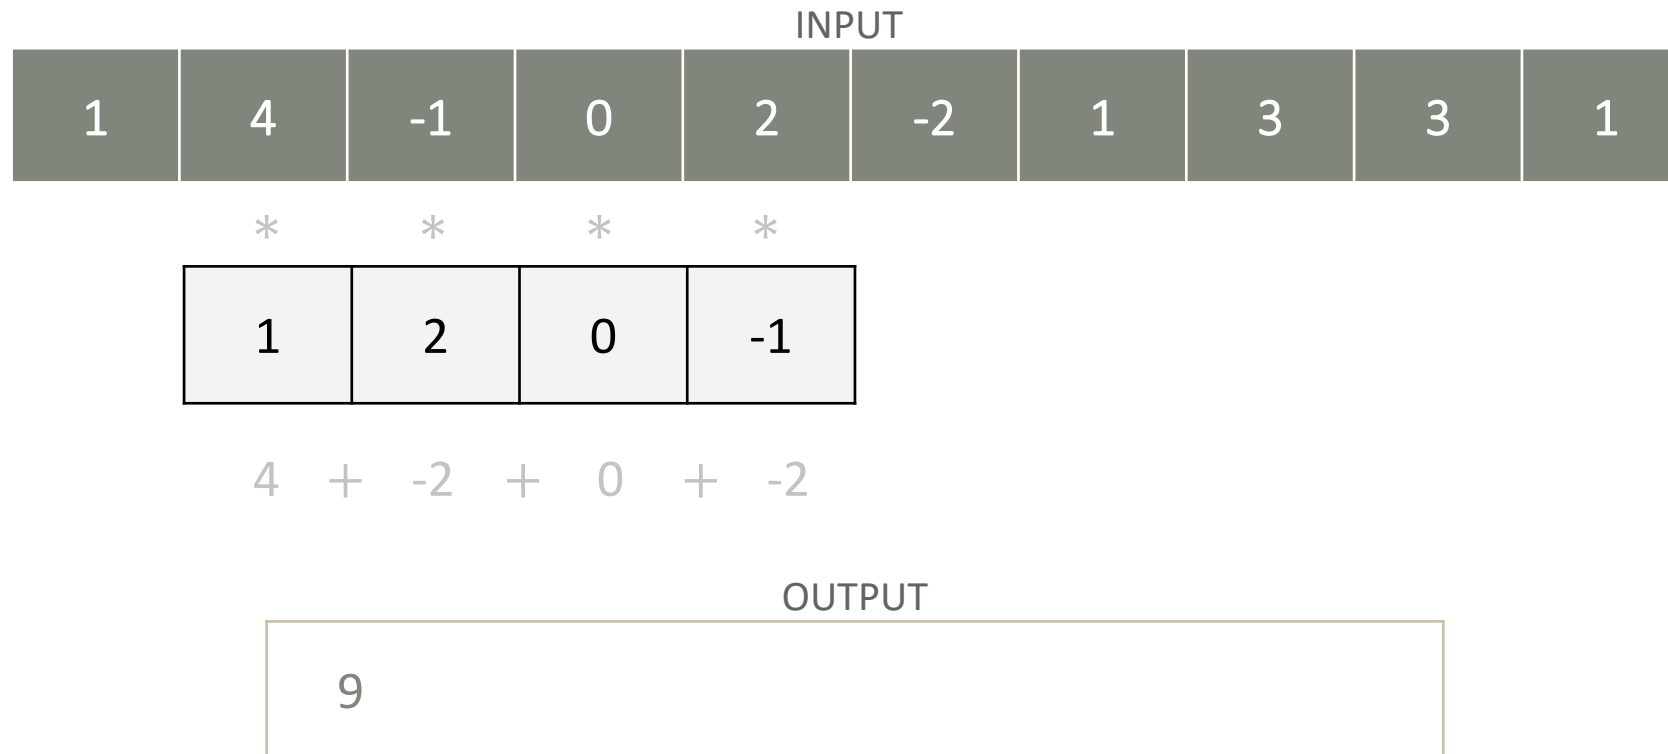 INPUT
1 4 -1 0 2 -2 1 3 3 1
* * * *
1 2 0 -1
4 + -2 + 0 + -2
OUTPUT
9